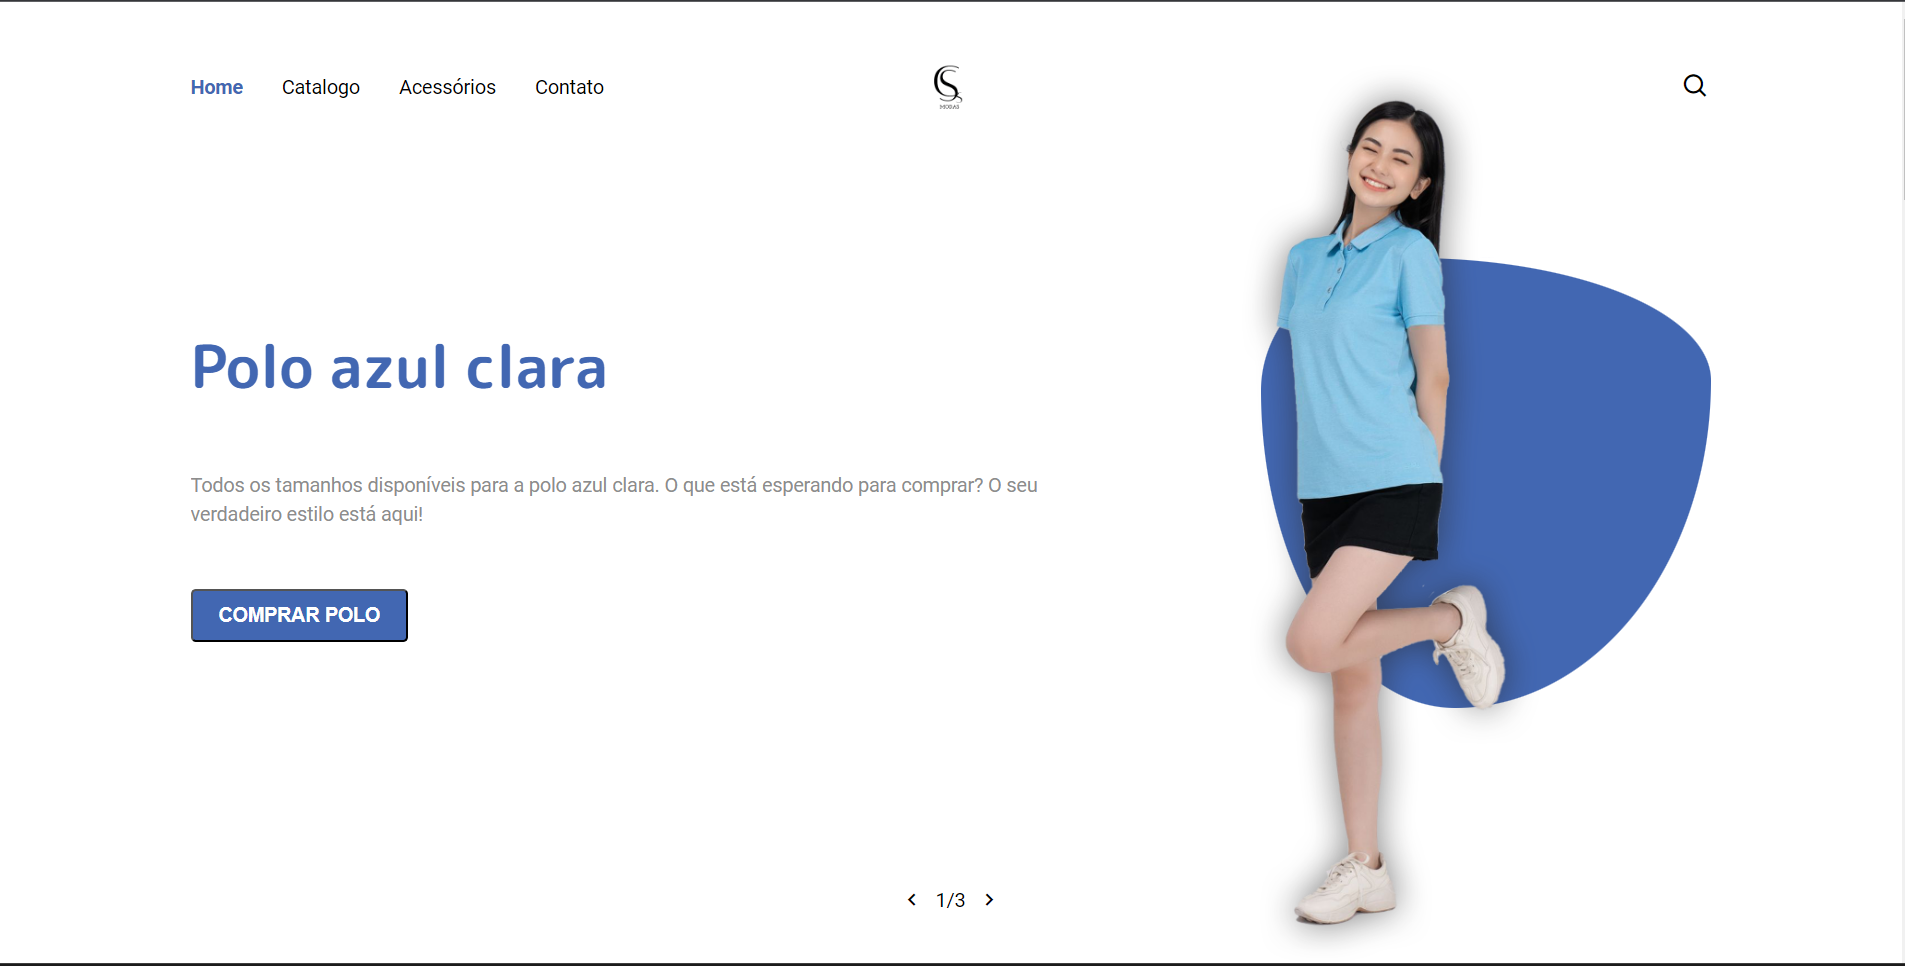 Home Catalogo Acessórios Contato
MODAS
Polo azul clara
Todos os tamanhos disponíveis para a polo azul clara. O que está esperando para comprar? O seu
verdadeiro estilo está aqui!
COMPRAR POLO
1/3